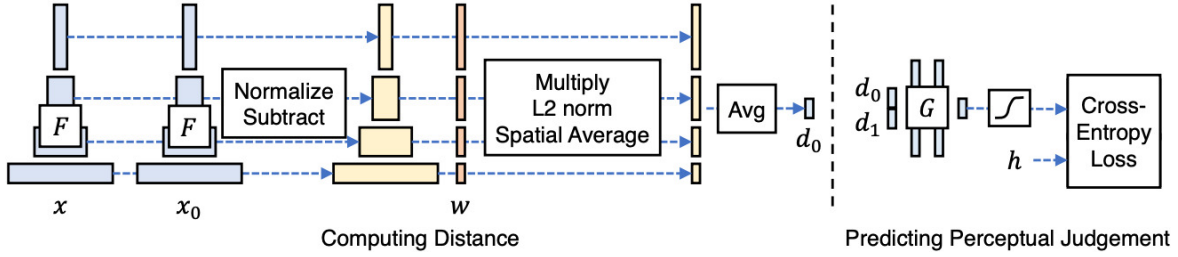 F
F
Normalize
Subtract
Multiply
L2 norm
Spatial Average
Avg
d₀
x
x₀
w
Computing Distance
d₀
d₁
G
h
Cross-
Entropy
Loss
Predicting Perceptual Judgement